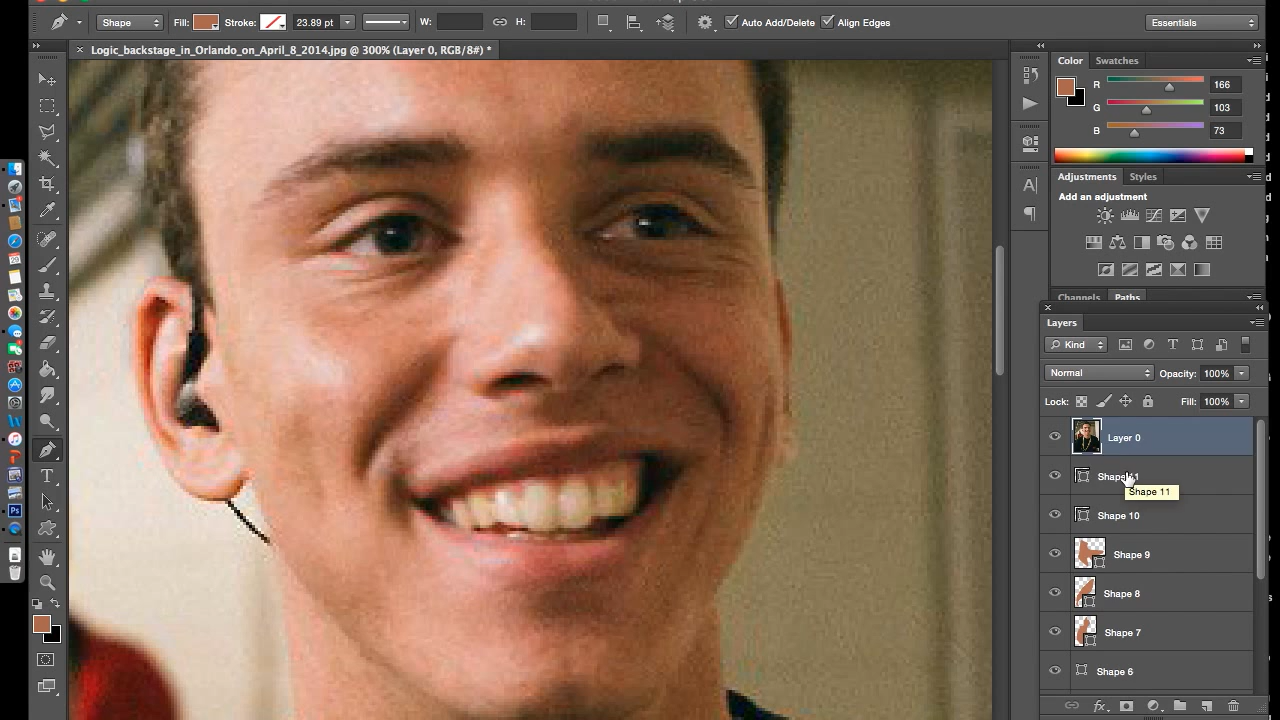 Shape Fill: Stroke: 23.89 pt W: H: Auto Add/Delete Align Edges Essentials
Logic_backstage_in_Orlando_on_April_8_2014.jpg @ 300% (Layer 0, RGB/8#) *
Color Swatches
R 166
G 103
B 73
Adjustments Styles
Add an adjustment
Channels Paths
Layers
Kind
Normal Opacity: 100%
Lock: Fill: 100%
Layer 0
Shape 11
Shape 11
Shape 10
Shape 9
Shape 8
Shape 7
Shape 6